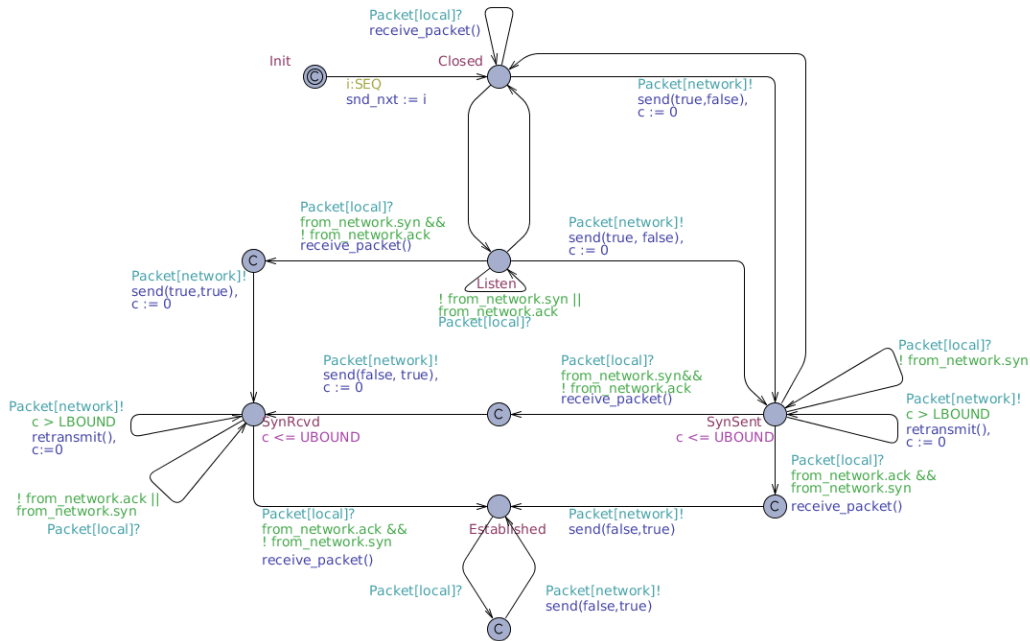 Packet[local]?
receive_packet()
Init
Closed
C
i:SEQ
snd_nxt := i
Packet[network]!
send(true,false),
c := 0
Packet[local]?
from_network.syn &&
! from_network.ack
receive_packet()
Packet[network]!
send(true, false),
c := 0
C
Packet[network]!
send(true,true),
c := 0
Listen
! from_network.syn ||
from_network.ack
Packet[local]?
Packet[network]!
send(false, true),
c := 0
Packet[local]?
from_network.syn&&
! from_network.ack
receive_packet()
Packet[local]?
! from_network.syn
Packet[network]!
c > LBOUND
retransmit(),
c:=0
SynRcvd
c <= UBOUND
C
SynSent
c <= UBOUND
Packet[network]!
c > LBOUND
retransmit(),
c := 0
! from_network.ack ||
from_network.syn
Packet[local]?
Packet[local]?
from_network.ack &&
! from_network.syn
receive_packet()
Established
Packet[network]!
send(false,true)
C
Packet[local]?
from_network.ack &&
from_network.syn
receive_packet()
Packet[local]?
Packet[network]!
send(false,true)
C